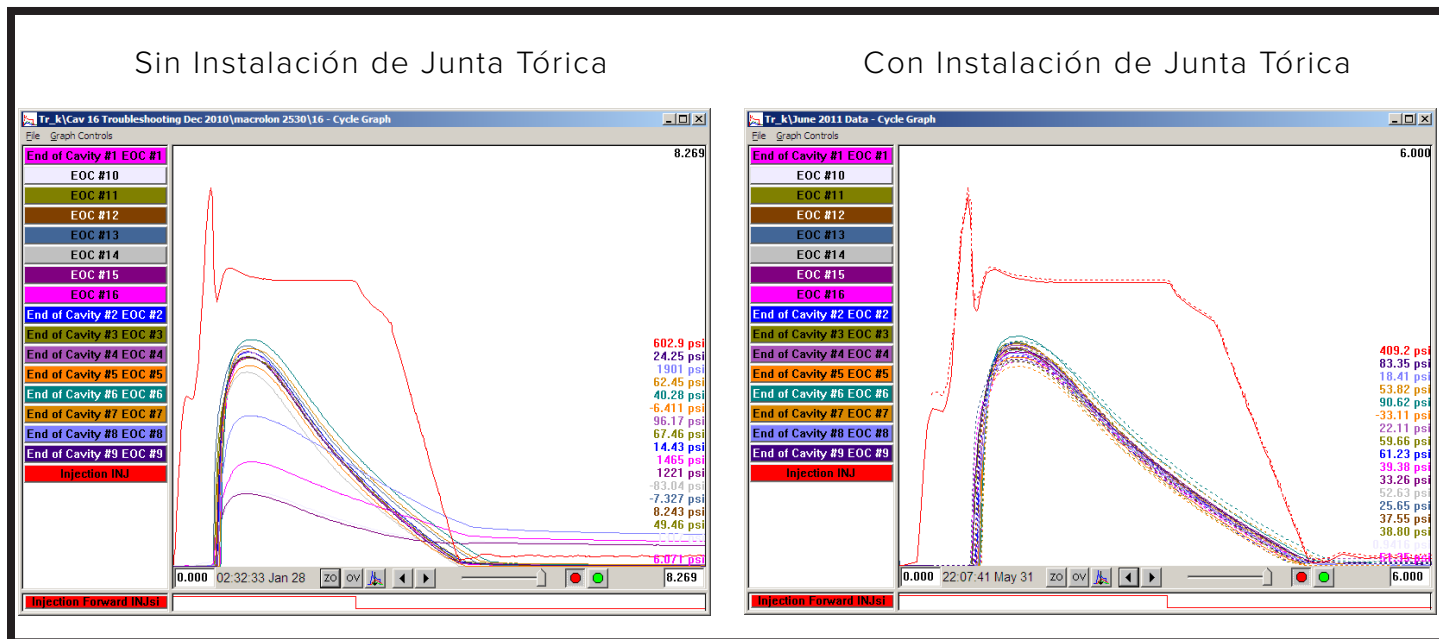 Sin Instalación de Junta Tórica
Tr_k\Cav 16 Troubleshooting Dec 2010\macrolon 2530\16 - Cycle Graph
File Graph Controls
End of Cavity #1 EOC #1
EOC #10
EOC #11
EOC #12
EOC #13
EOC #14
EOC #15
EOC #16
End of Cavity #2 EOC #2
End of Cavity #3 EOC #3
End of Cavity #4 EOC #4
End of Cavity #5 EOC #5
End of Cavity #6 EOC #6
End of Cavity #7 EOC #7
End of Cavity #8 EOC #8
End of Cavity #9 EOC #9
Injection INJ
8.269
602.9 psi
24.25 psi
1901 psi
62.45 psi
40.28 psi
-6.411 psi
96.17 psi
67.46 psi
14.43 psi
1465 psi
1221 psi
-83.04 psi
-7.327 psi
8.243 psi
49.46 psi
6.071 psi
0.000 02:32:33 Jan 28 ZO OV 8.269
Injection Forward INJsi
Con Instalación de Junta Tórica
Tr_k\June 2011 Data - Cycle Graph
File Graph Controls
End of Cavity #1 EOC #1
EOC #10
EOC #11
EOC #12
EOC #13
EOC #14
EOC #15
EOC #16
End of Cavity #2 EOC #2
End of Cavity #3 EOC #3
End of Cavity #4 EOC #4
End of Cavity #5 EOC #5
End of Cavity #6 EOC #6
End of Cavity #7 EOC #7
End of Cavity #8 EOC #8
End of Cavity #9 EOC #9
Injection INJ
6.000
409.2 psi
83.35 psi
18.41 psi
53.82 psi
90.62 psi
-33.11 psi
22.11 psi
59.66 psi
61.23 psi
39.38 psi
33.26 psi
52.63 psi
25.65 psi
37.55 psi
38.80 psi
0.000 22:07:41 May 31 ZO OV 6.000
Injection Forward INJsi